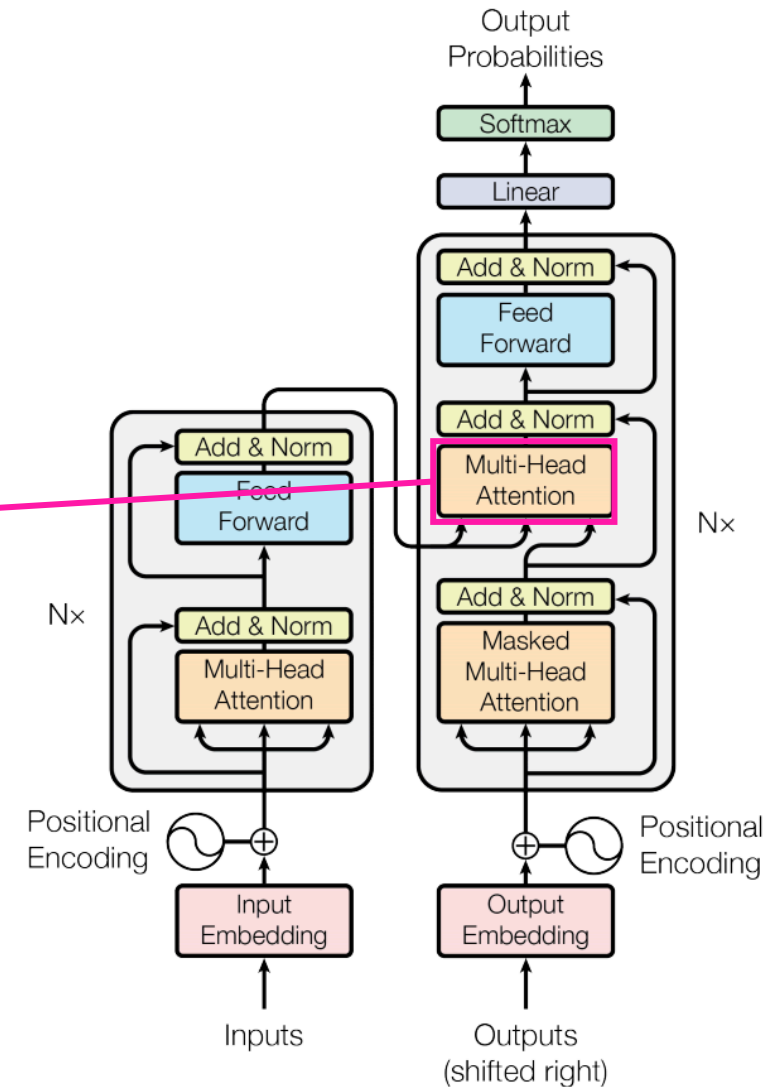 Output
Probabilities
Softmax
Linear
Add & Norm
Feed
Forward
Add & Norm
Multi-Head
Attention
Nx
Add & Norm
Masked
Multi-Head
Attention
Add & Norm
Feed
Forward
Nx
Add & Norm
Multi-Head
Attention
Positional
Encoding
Positional
Encoding
Input
Embedding
Output
Embedding
Inputs
Outputs
(shifted right)